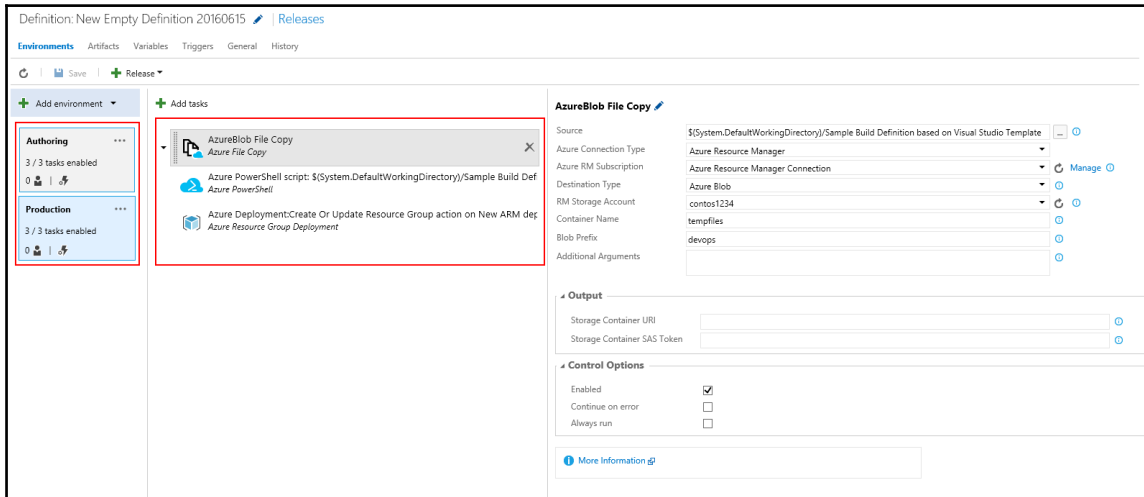 Definition: New Empty Definition 20160615 | Releases
Environments Artifacts Variables Triggers General History
Save Release
Add environment
Add tasks
Authoring ...
3 / 3 tasks enabled
0
Production ...
3 / 3 tasks enabled
0
AzureBlob File Copy
Azure File Copy
Azure PowerShell script: $(System.DefaultWorkingDirectory)/Sample Build Def
Azure PowerShell
Azure Deployment:Create Or Update Resource Group action on New ARM dep
Azure Resource Group Deployment
AzureBlob File Copy
Source $(System.DefaultWorkingDirectory)/Sample Build Definition based on Visual Studio Template ...
Azure Connection Type Azure Resource Manager
Azure RM Subscription Azure Resource Manager Connection Manage
Destination Type Azure Blob
RM Storage Account contos1234
Container Name tempfiles
Blob Prefix devops
Additional Arguments
Output
Storage Container URI
Storage Container SAS Token
Control Options
Enabled
Continue on error
Always run
More Information